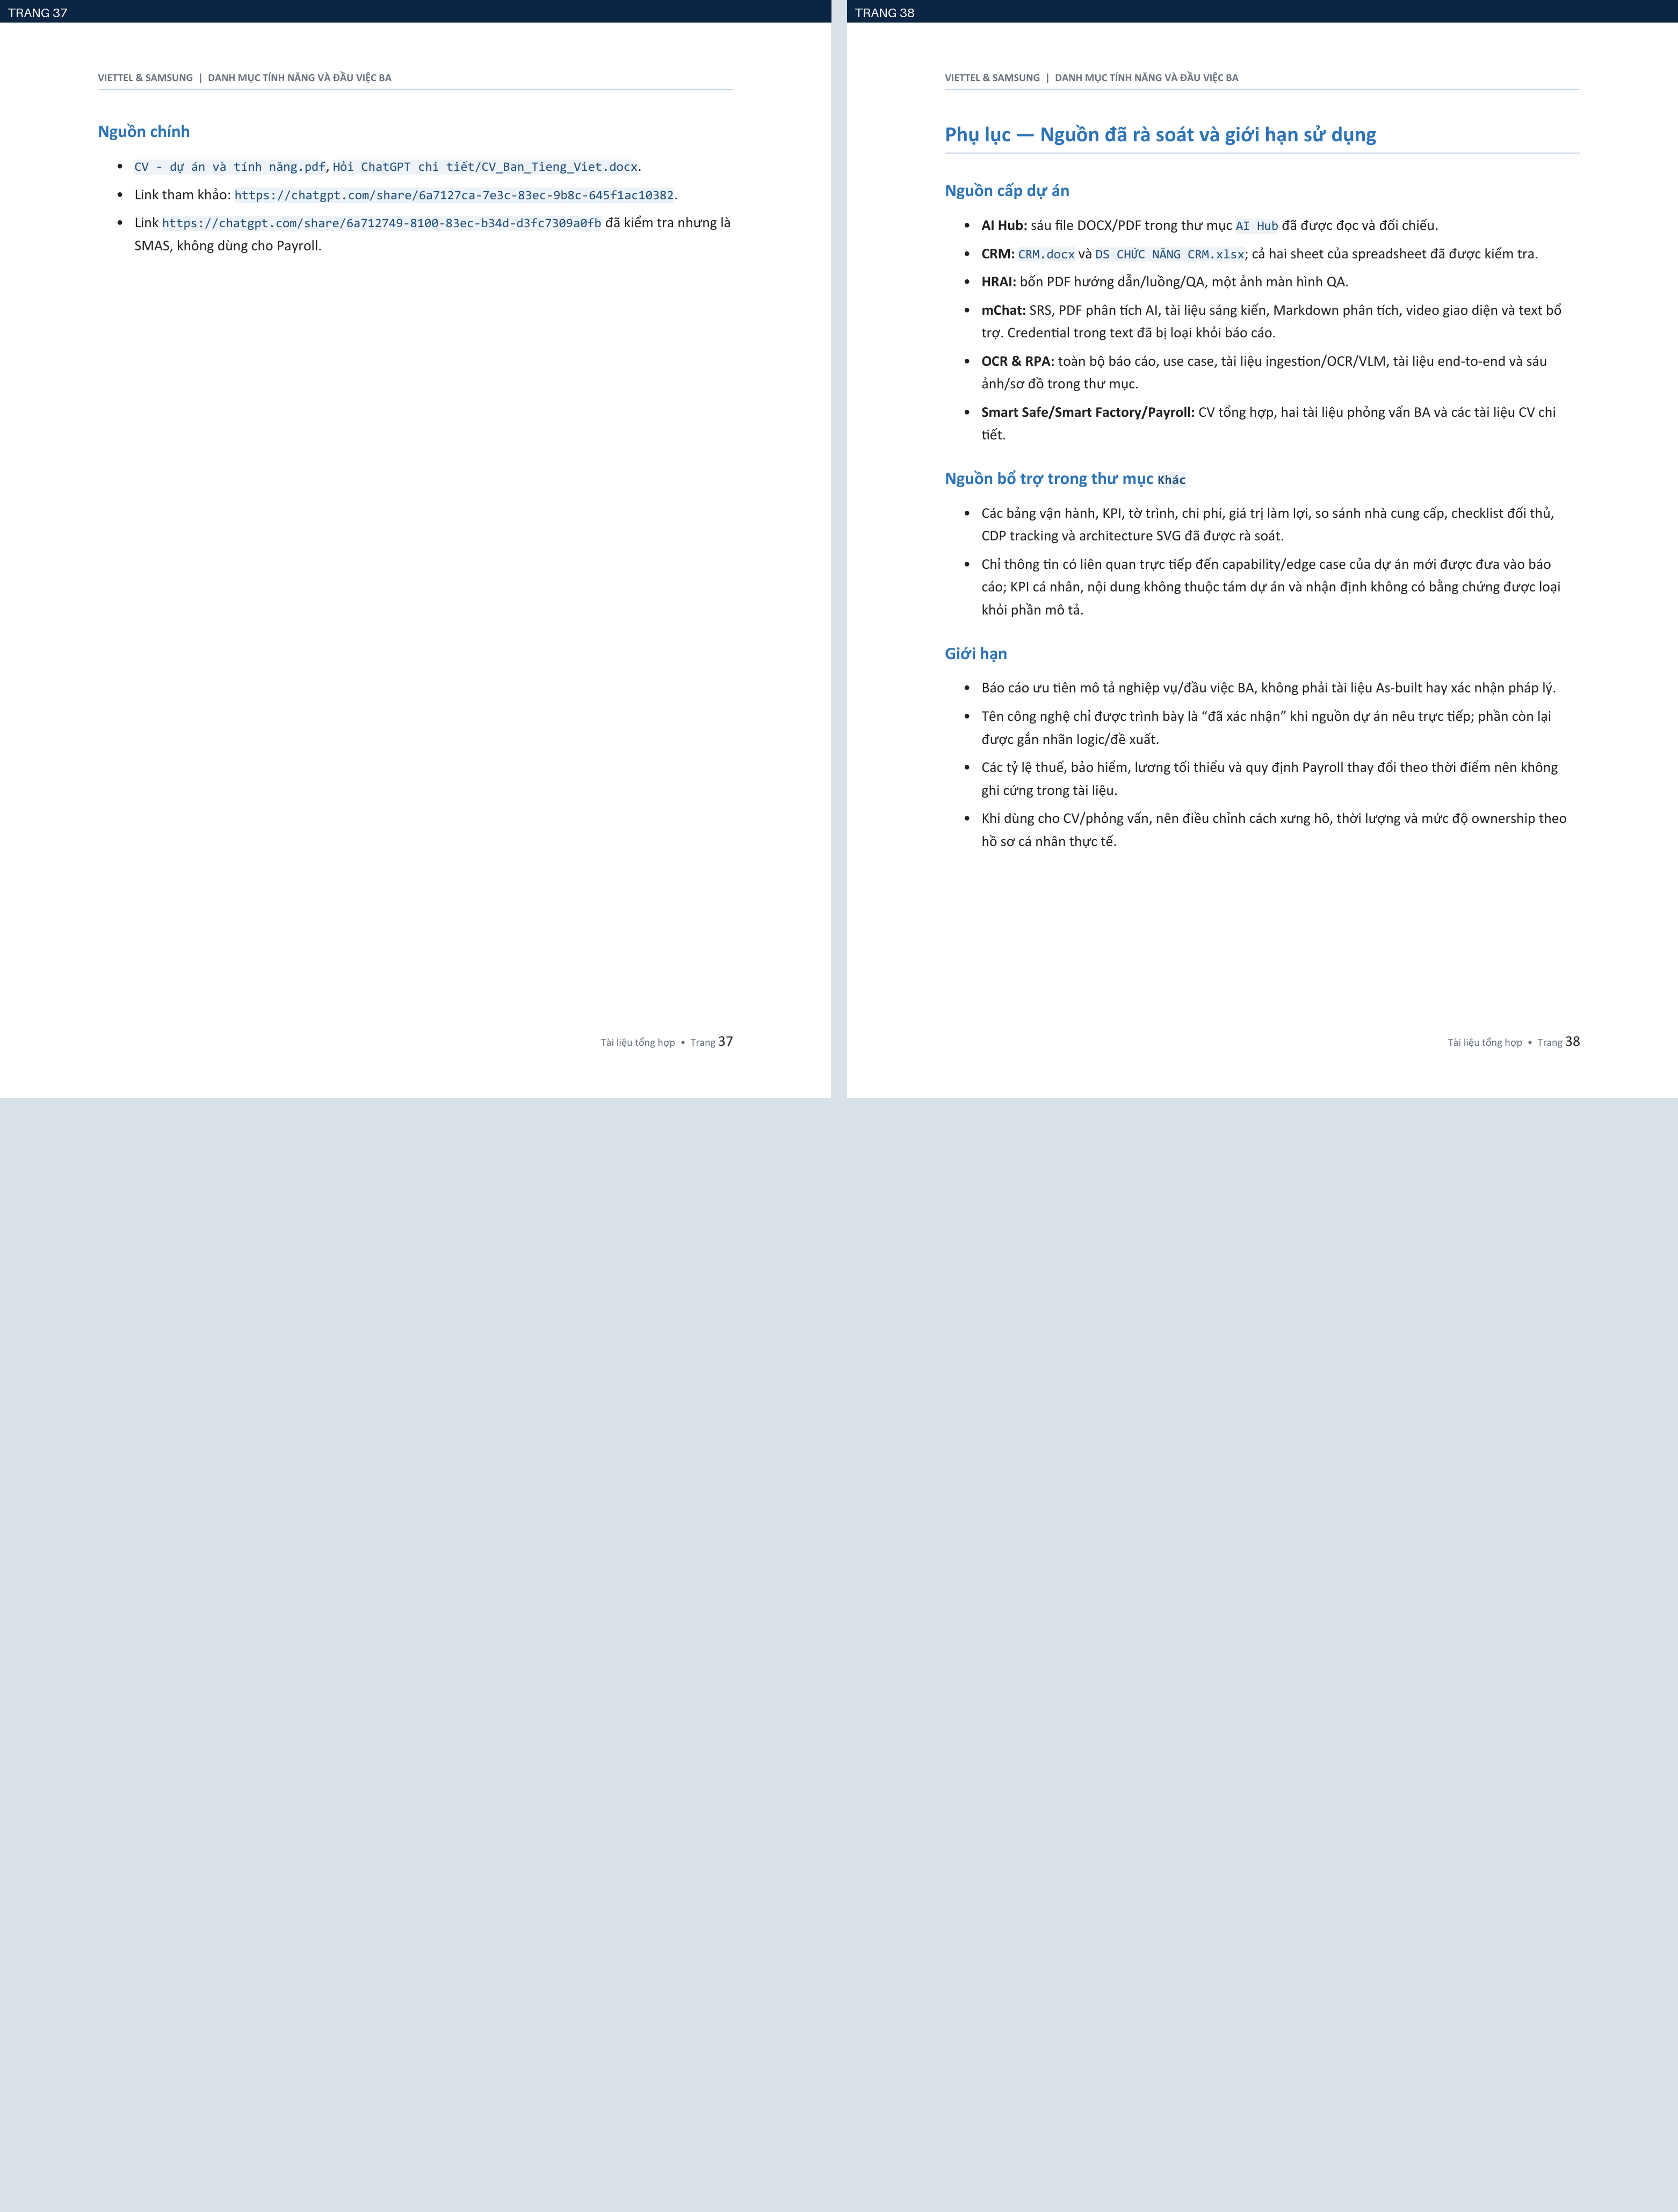 TRANG 37
VIETTEL & SAMSUNG | DANH MỤC TÍNH NĂNG VÀ ĐẦU VIỆC BA
Nguồn chính
• CV - dự án và tính năng.pdf, Hỏi ChatGPT chi tiết/CV_Ban_Tieng_Viet.docx.
• Link tham khảo: https://chatgpt.com/share/6a7127ca-7e3c-83ec-9b8c-645f1ac10382.
• Link https://chatgpt.com/share/6a712749-8100-83ec-b34d-d3fc7309a0fb đã kiểm tra nhưng là
SMAS, không dùng cho Payroll.
Tài liệu tổng hợp • Trang 37
TRANG 38
VIETTEL & SAMSUNG | DANH MỤC TÍNH NĂNG VÀ ĐẦU VIỆC BA
Phụ lục — Nguồn đã rà soát và giới hạn sử dụng
Nguồn cấp dự án
• AI Hub: sáu file DOCX/PDF trong thư mục AI Hub đã được đọc và đối chiếu.
• CRM: CRM.docx và DS CHỨC NĂNG CRM.xlsx; cả hai sheet của spreadsheet đã được kiểm tra.
• HRAI: bốn PDF hướng dẫn/luồng/QA, một ảnh màn hình QA.
• mChat: SRS, PDF phân tích AI, tài liệu sáng kiến, Markdown phân tích, video giao diện và text bổ
trợ. Credential trong text đã bị loại khỏi báo cáo.
• OCR & RPA: toàn bộ báo cáo, use case, tài liệu ingestion/OCR/VLM, tài liệu end-to-end và sáu
ảnh/sơ đồ trong thư mục.
• Smart Safe/Smart Factory/Payroll: CV tổng hợp, hai tài liệu phỏng vấn BA và các tài liệu CV chi
tiết.
Nguồn bổ trợ trong thư mục Khác
• Các bảng vận hành, KPI, tờ trình, chi phí, giá trị làm lợi, so sánh nhà cung cấp, checklist đối thủ,
CDP tracking và architecture SVG đã được rà soát.
• Chỉ thông tin có liên quan trực tiếp đến capability/edge case của dự án mới được đưa vào báo
cáo; KPI cá nhân, nội dung không thuộc tám dự án và nhận định không có bằng chứng được loại
khỏi phần mô tả.
Giới hạn
• Báo cáo ưu tiên mô tả nghiệp vụ/đầu việc BA, không phải tài liệu As-built hay xác nhận pháp lý.
• Tên công nghệ chỉ được trình bày là “đã xác nhận” khi nguồn dự án nêu trực tiếp; phần còn lại
được gắn nhãn logic/đề xuất.
• Các tỷ lệ thuế, bảo hiểm, lương tối thiểu và quy định Payroll thay đổi theo thời điểm nên không
ghi cứng trong tài liệu.
• Khi dùng cho CV/phỏng vấn, nên điều chỉnh cách xưng hô, thời lượng và mức độ ownership theo
hồ sơ cá nhân thực tế.
Tài liệu tổng hợp • Trang 38